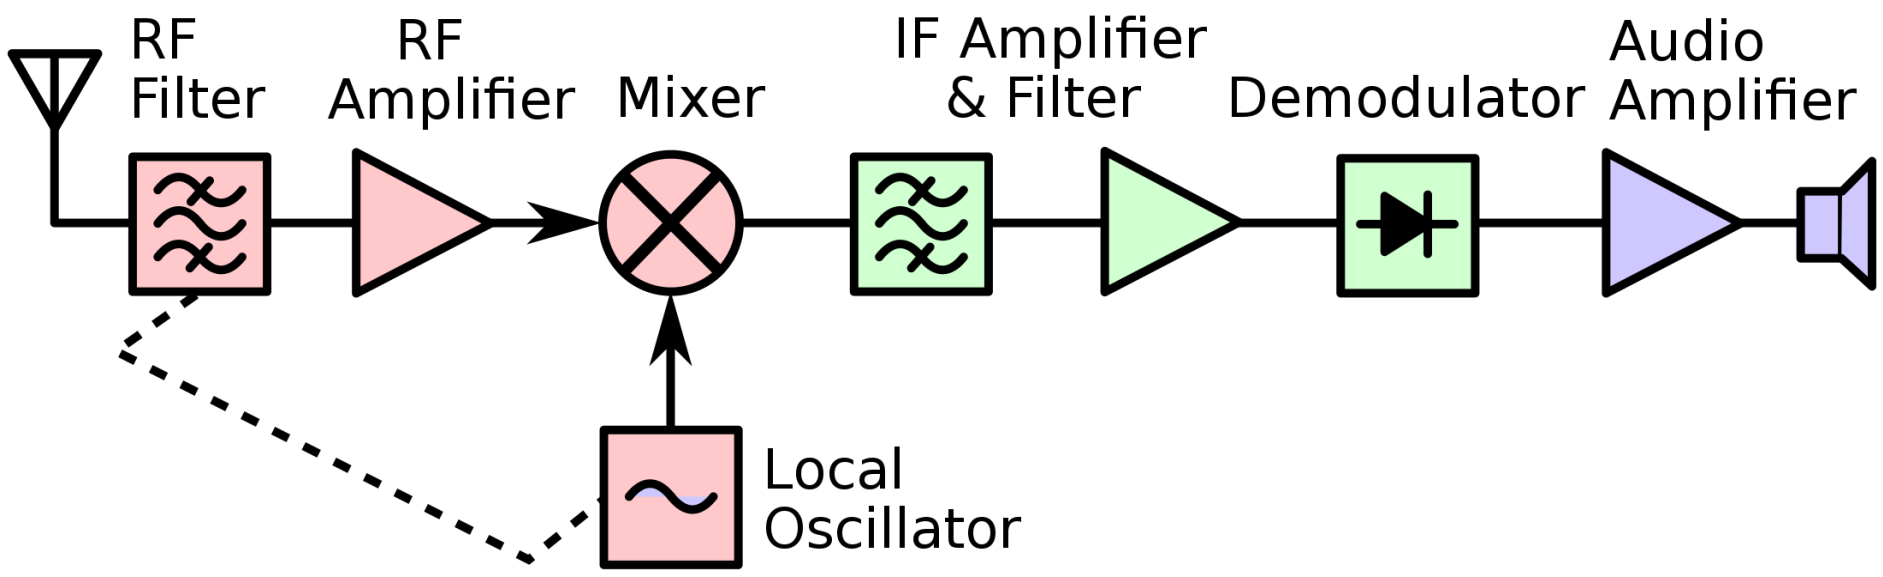 RF
Filter
RF
Amplifier
Mixer
IF Amplifier
& Filter
Demodulator
Audio
Amplifier
Local
Oscillator